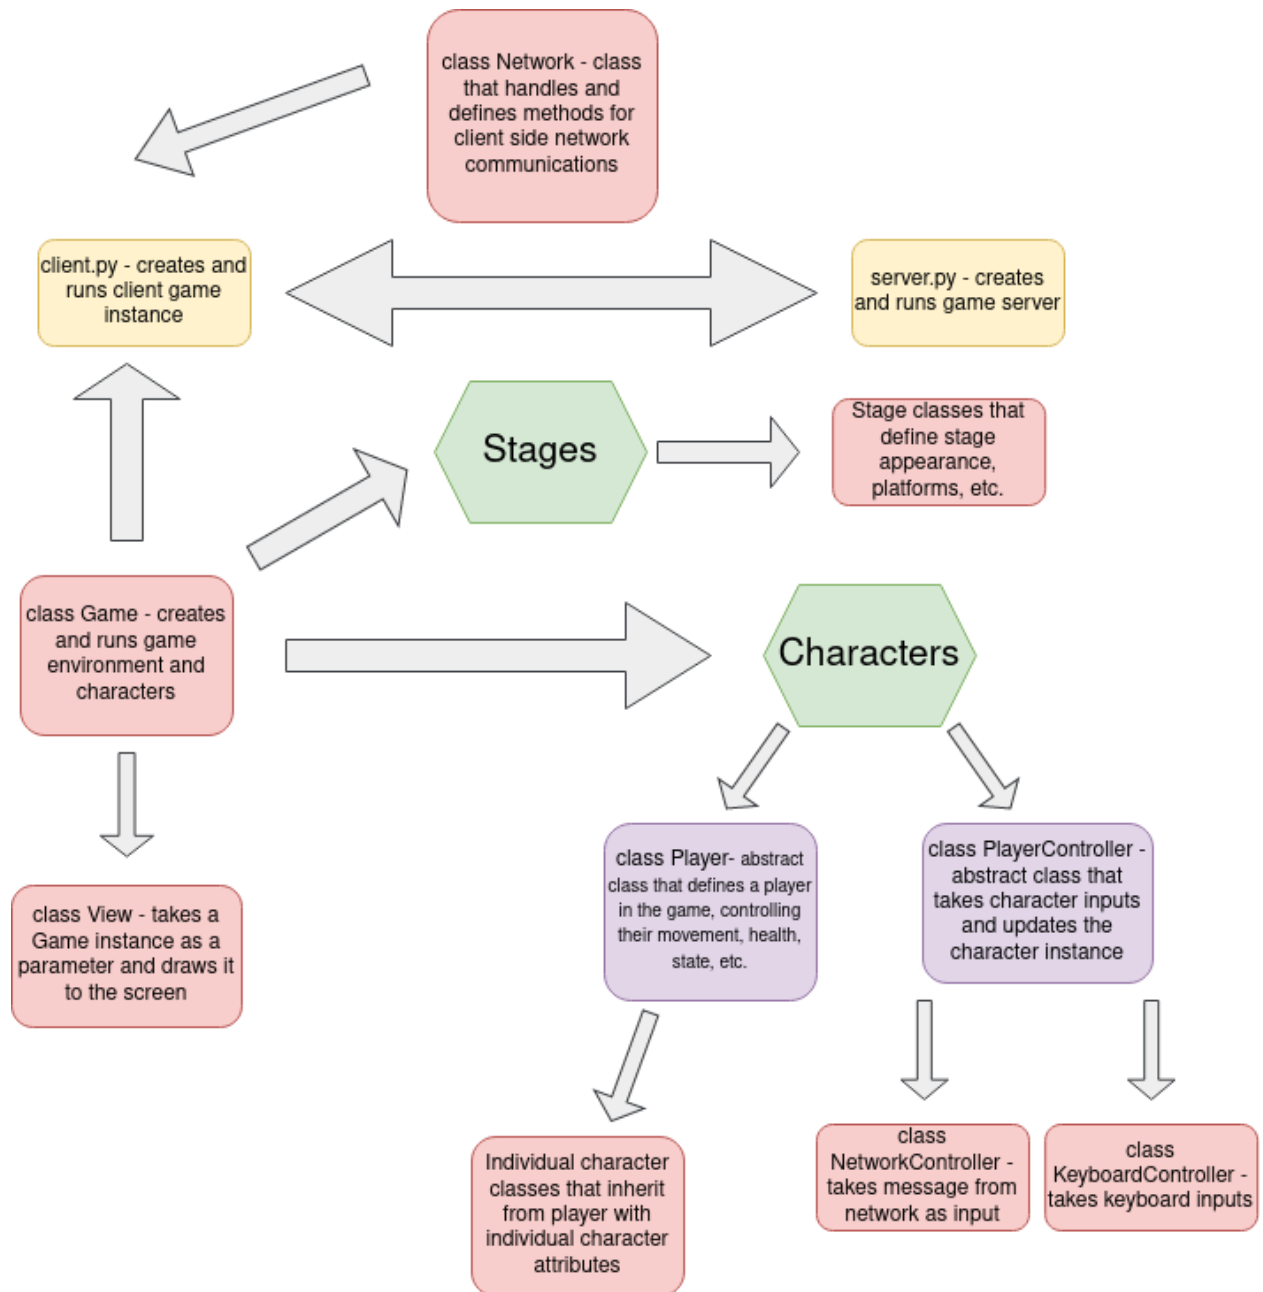 class Network - class
that handles and
defines methods for
client side network
communications
client.py - creates and
runs client game
instance
server.py - creates
and runs game server
Stages
Stage classes that
define stage
appearance,
platforms, etc.
class Game - creates
and runs game
environment and
characters
Characters
class View - takes a
Game instance as a
parameter and draws it
to the screen
class Player- abstract
class that defines a player
in the game, controlling
their movement, health,
state, etc.
class PlayerController -
abstract class that
takes character inputs
and updates the
character instance
Individual character
classes that inherit
from player with
individual character
attributes
class
NetworkController -
takes message from
network as input
class
KeyboardController -
takes keyboard inputs